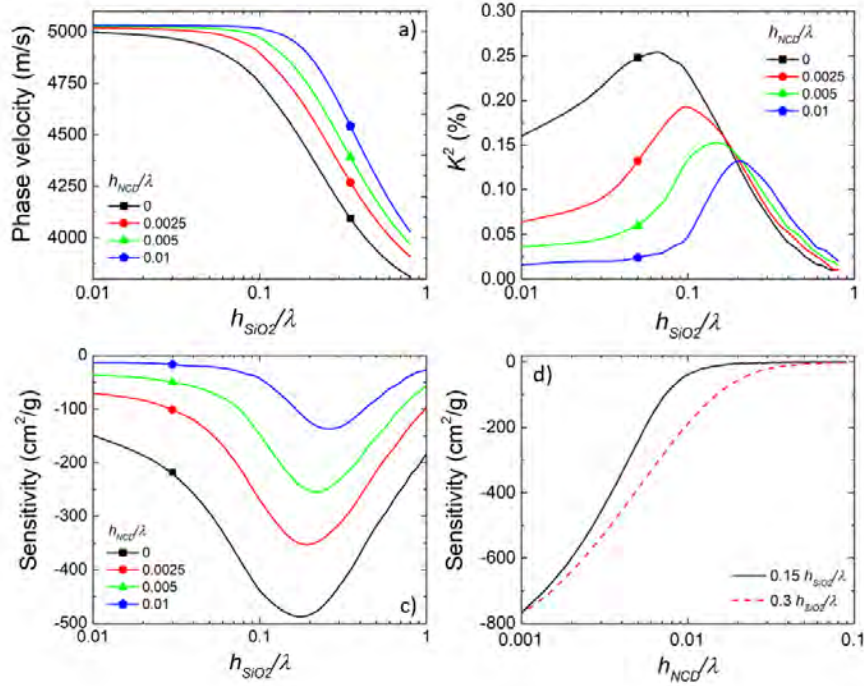 5000
4750
4500
4250
4000
Phase velocity (m/s)
a)
h_NCD/λ
0
0.0025
0.005
0.01
0.01
0.1
1
h_SiO2/λ
0.30
0.25
0.20
0.15
0.10
0.05
0.00
K² (%)
h_NCD/λ
0
0.0025
0.005
0.01
0.01
0.1
1
h_SiO2/λ
0
-100
-200
-300
-400
-500
Sensitivity (cm²/g)
h_NCD/λ
0
0.0025
0.005
0.01
c)
0.01
0.1
1
h_SiO2/λ
0
-200
-400
-600
-800
Sensitivity (cm²/g)
d)
0.15 h_SiO2/λ
0.3 h_SiO2/λ
0.001
0.01
0.1
h_NCD/λ